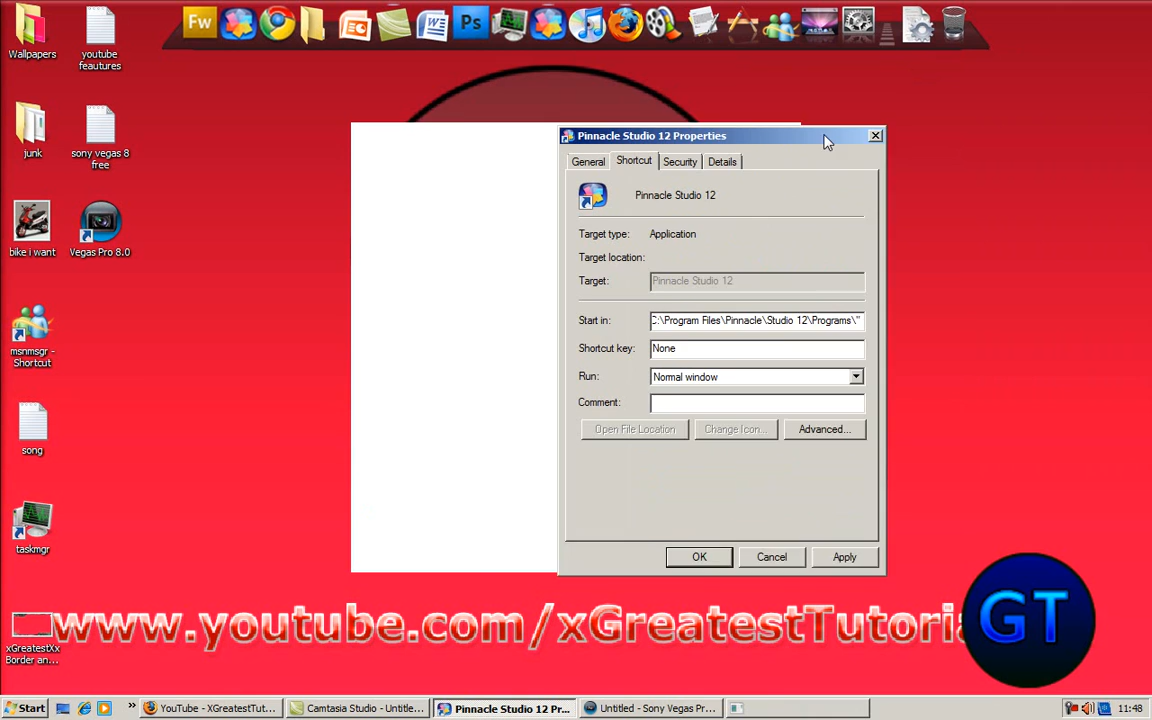 Wallpapers
youtube
feautures
Fw
Ps
junk
sony vegas 8
free
bike i want
Vegas Pro 8.0
msnmsgr -
Shortcut
song
taskmgr
xGreatestXx
Border an...
Pinnacle Studio 12 Properties
General Shortcut Security Details
Pinnacle Studio 12
Target type: Application
Target location:
Target: Pinnacle Studio 12
Start in: C:\Program Files\Pinnacle\Studio 12\Programs\"
Shortcut key: None
Run: Normal window
Comment:
Open File Location Change Icon... Advanced...
OK Cancel Apply
www.youtube.com/xGreatestTutoria
GT
Start » YouTube - XGreatestTut... Camtasia Studio - Untitle... Pinnacle Studio 12 Pr... Untitled - Sony Vegas Pr... 11:48